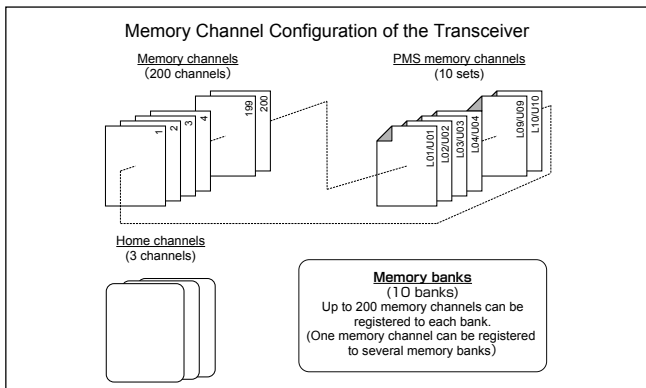 Memory Channel Configuration of the Transceiver
Memory channels
(200 channels)
1
2
3
4
199
200
PMS memory channels
(10 sets)
L01/U01
L02/U02
L03/U03
L04/U04
L09/U09
L10/U10
Home channels
(3 channels)
Memory banks
(10 banks)
Up to 200 memory channels can be
registered to each bank.
(One memory channel can be registered
to several memory banks)